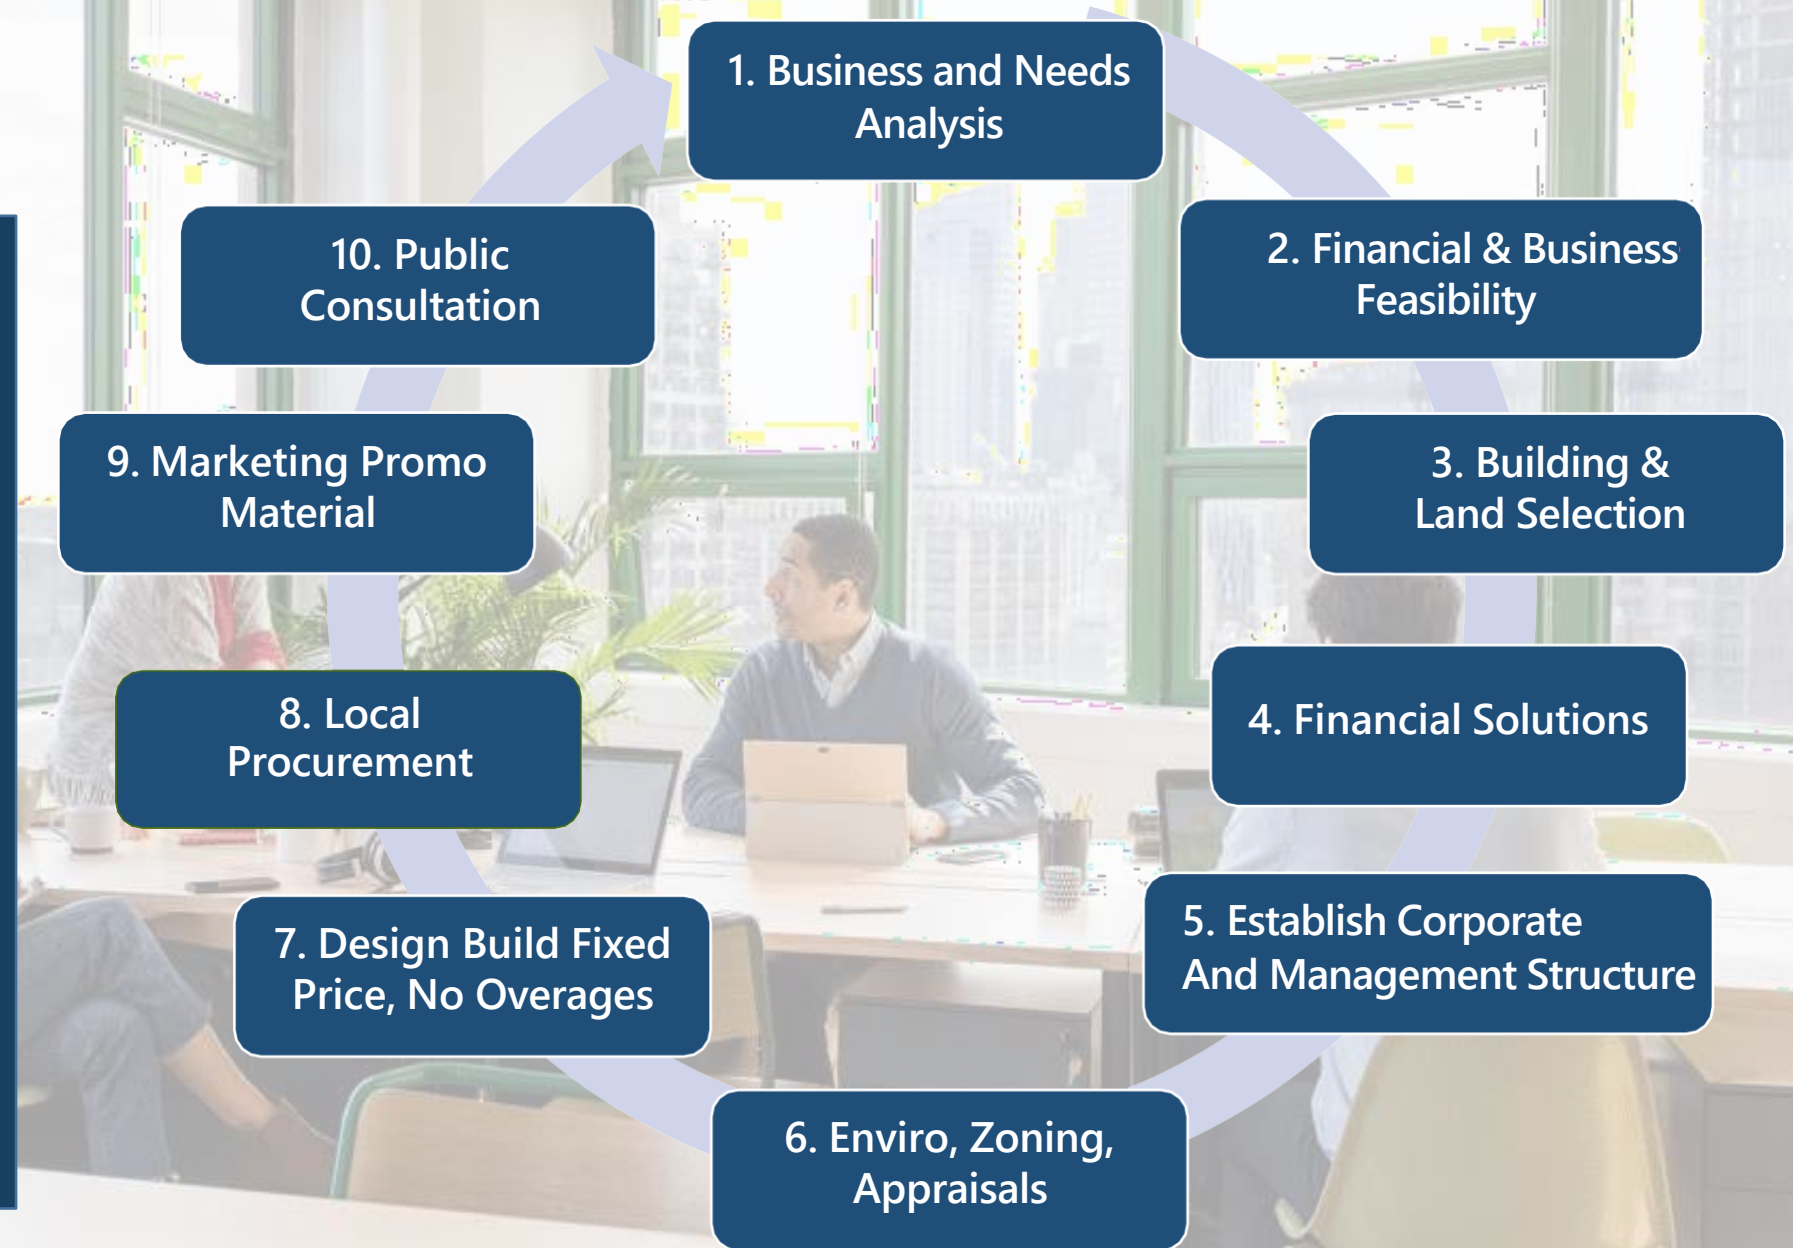 1. Business and Needs
Analysis
2. Financial & Business
Feasibility
3. Building &
Land Selection
4. Financial Solutions
5. Establish Corporate
And Management Structure
6. Enviro, Zoning,
Appraisals
7. Design Build Fixed
Price, No Overages
8. Local
Procurement
9. Marketing Promo
Material
10. Public
Consultation